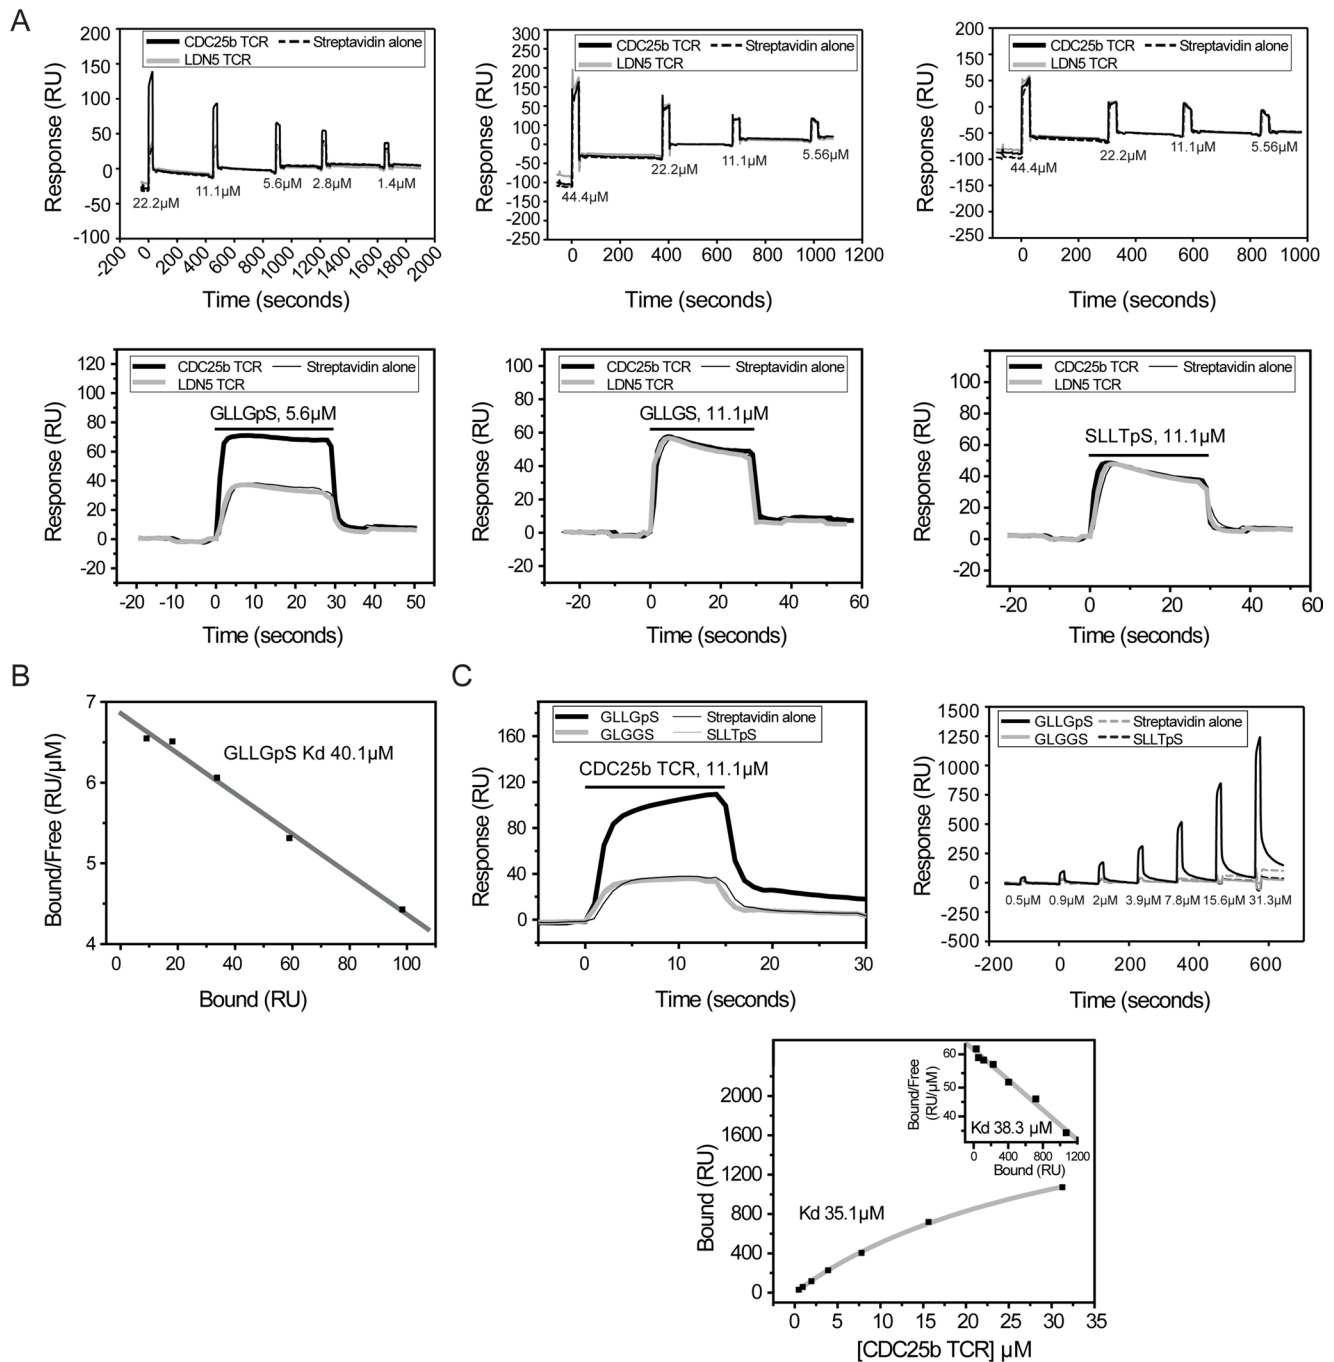 A
CDC25b TCR Streptavidin alone
LDN5 TCR
Response (RU)
200
150
100
50
0
-50
-100
22.2µM 11.1µM 5.6µM 2.8µM 1.4µM
-200 0 200 400 600 800 1000 1200 1400 1600 1800 2000
Time (seconds)
CDC25b TCR Streptavidin alone
LDN5 TCR
Response (RU)
300
250
200
150
100
50
0
-50
-100
-150
-200
-250
44.4µM 22.2µM 11.1µM 5.56µM
0 200 400 600 800 1000 1200
Time (seconds)
CDC25b TCR Streptavidin alone
LDN5 TCR
Response (RU)
200
150
100
50
0
-50
-100
-150
200
250
44.4µM 22.2µM 11.1µM 5.56µM
0 200 400 600 800 1000
Time (seconds)
CDC25b TCR Streptavidin alone
LDN5 TCR
GLLGpS, 5.6µM
Response (RU)
120
100
80
60
40
20
0
-20
-20 -10 0 10 20 30 40 50
Time (seconds)
CDC25b TCR Streptavidin alone
LDN5 TCR
GLLGS, 11.1µM
Response (RU)
100
80
60
40
20
0
-20
-20 0 20 40 60
Time (seconds)
CDC25b TCR Streptavidin alone
LDN5 TCR
SLLTpS, 11.1µM
Response (RU)
100
80
60
40
20
0
-20
-20 0 20 40 60
Time (seconds)
B
GLLGpS Kd 40.1µM
Bound/Free (RU/µM)
7
6
5
4
0 20 40 60 80 100
Bound (RU)
C
GLLGpS Streptavidin alone
GLGGS SLLTpS
CDC25b TCR, 11.1µM
Response (RU)
160
120
80
40
0
0 10 20 30
Time (seconds)
GLLGpS Streptavidin alone
GLGGS SLLTpS
Response (RU)
1500
1250
1000
750
500
250
0
-250
-500
0.5µM 0.9µM 2µM 3.9µM 7.8µM 15.6µM 31.3µM
-200 0 200 400 600
Time (seconds)
Bound (RU)
2000
1600
1200
800
400
0
Kd 35.1µM
0 5 10 15 20 25 30 35
[CDC25b TCR] µM
Bound/Free
(RU/µM)
60
50
40
Kd 38.3 µM
0 400 800 1200
Bound (RU)